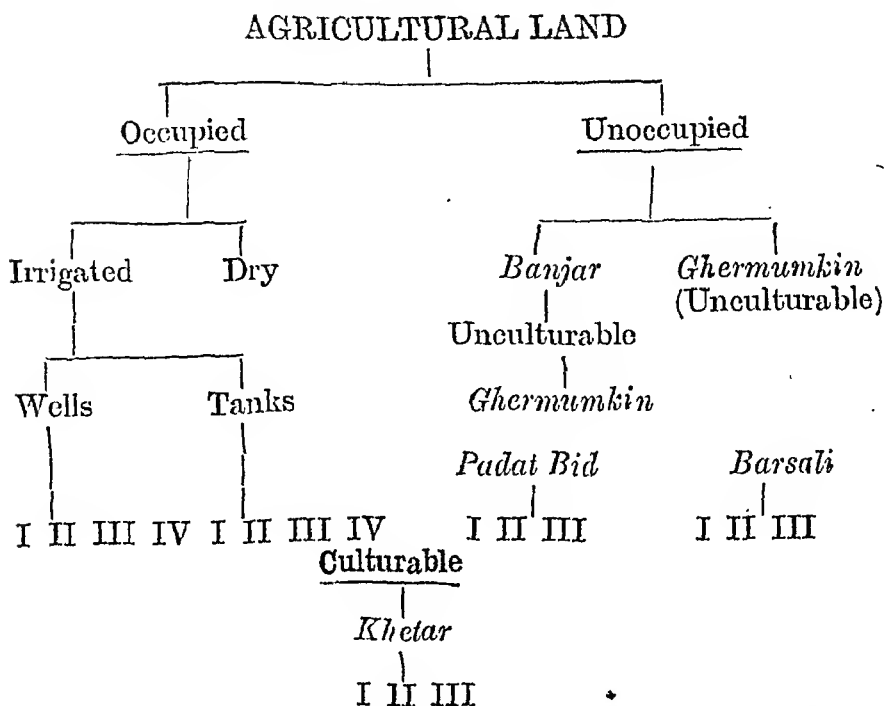 AGRICULTURAL LAND
Occupied Unoccupied
Irrigated Dry Banjar Ghermumkin
(Unculturable)
Unculturable
Wells Tanks Ghermumkin
Padat Bid Barsali
I II III IV I II III IV I II III I II III
Culturable
Khetar
I II III